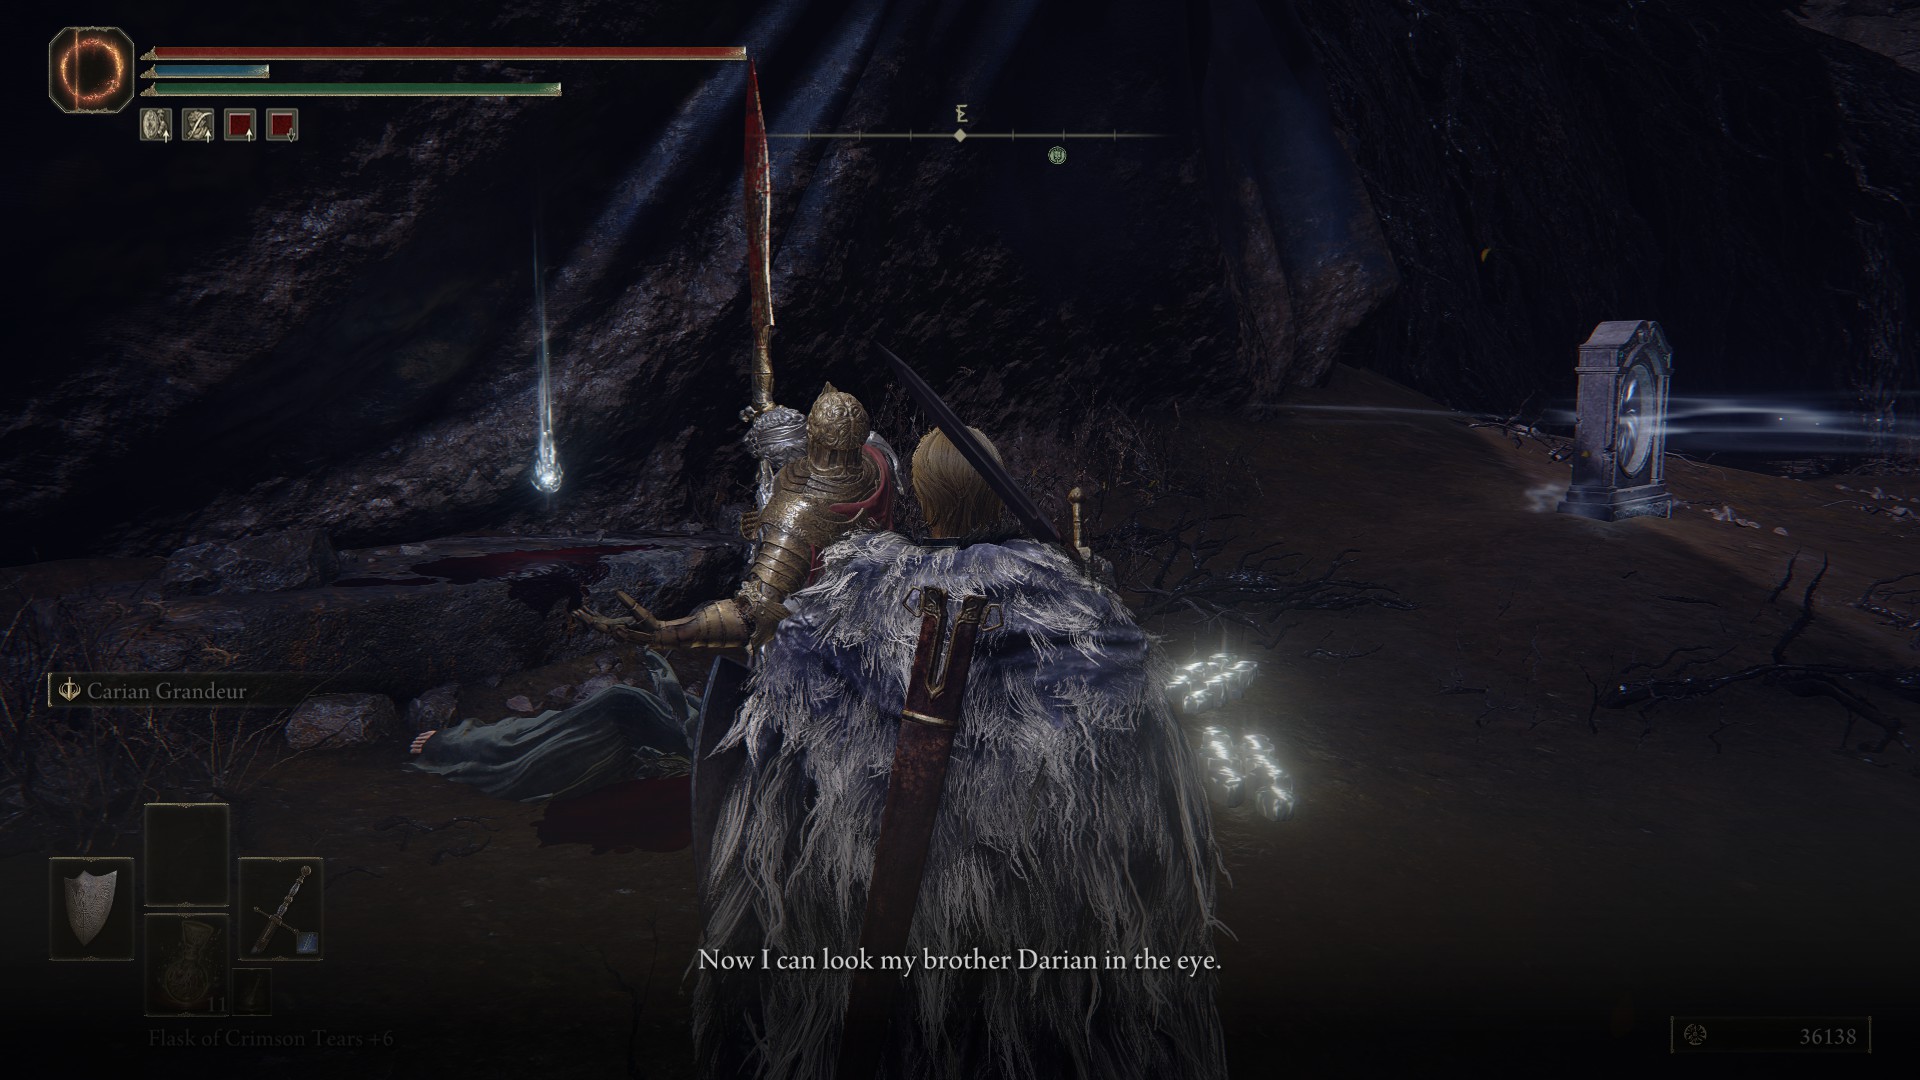 E
Carian Grandeur
Now I can look my brother Darian in the eye.
11
Flask of Crimson Tears +6
36138